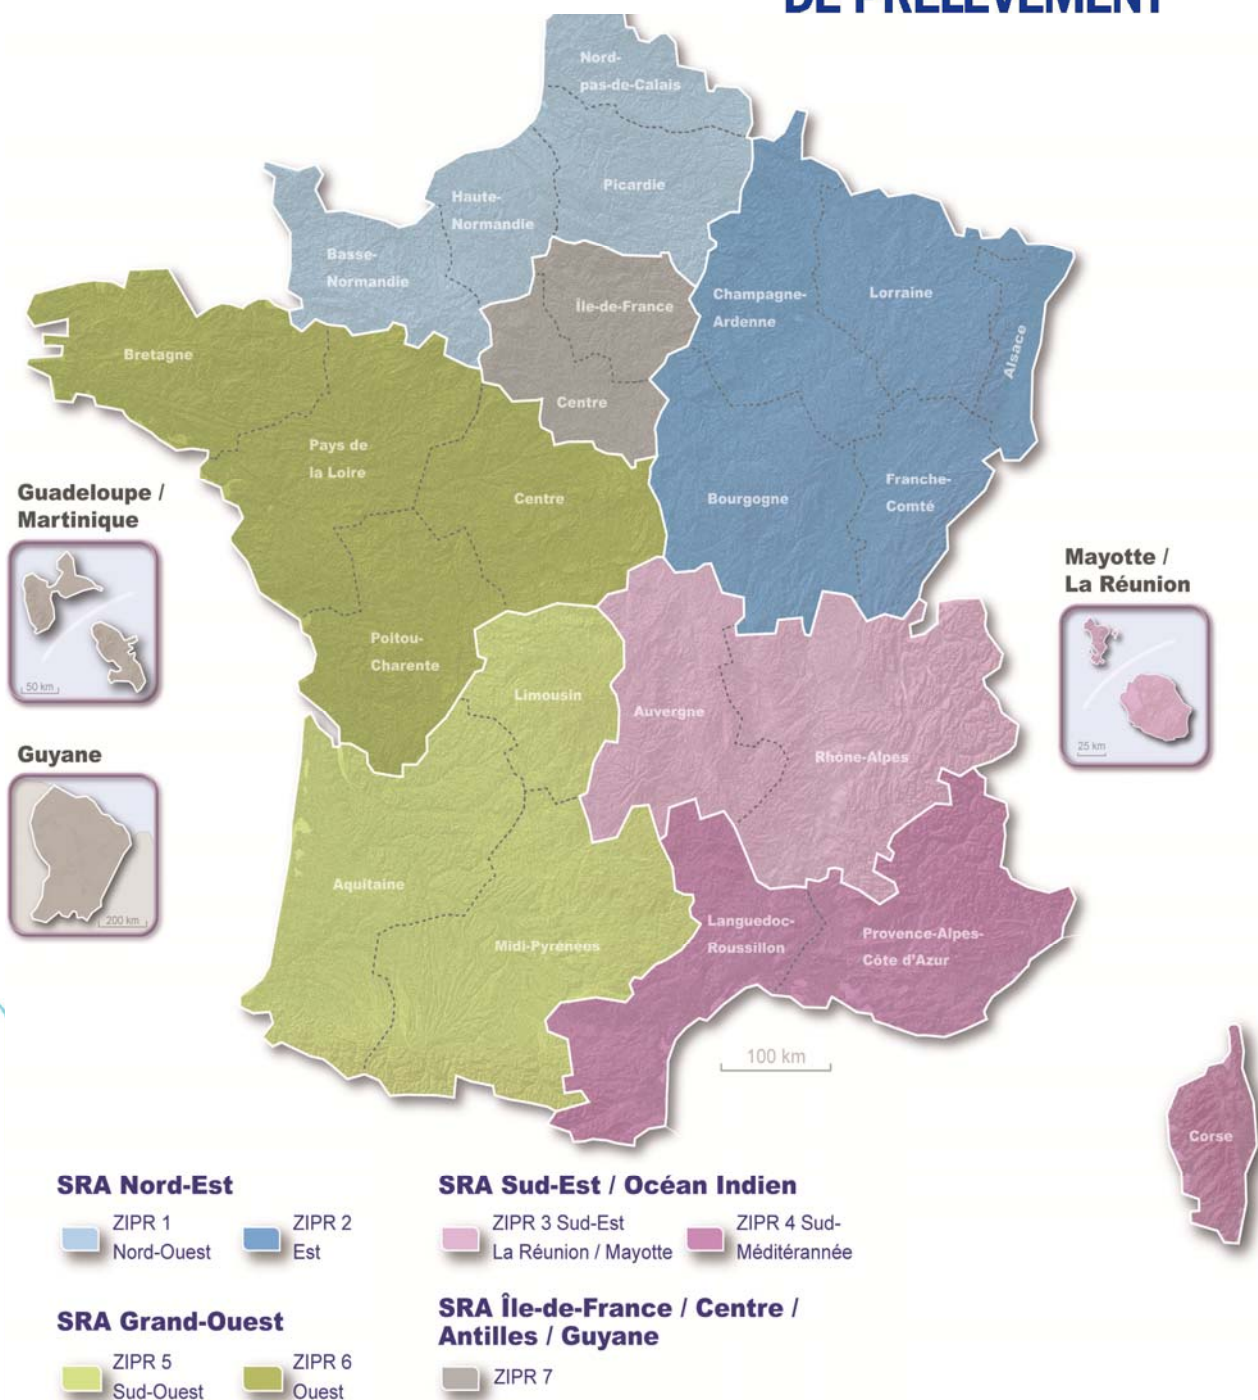 DE PRÉLÈVEMENT
Nord-
pas-de-Calais
Picardie
Haute-
Normandie
Basse-
Normandie
Île-de-France
Champagne-
Ardenne
Lorraine
Alsace
Bretagne
Centre
Pays de
la Loire
Centre
Bourgogne
Franche-
Comté
Guadeloupe /
Martinique
50 km
Mayotte /
La Réunion
25 km
Poitou-
Charente
Limousin
Auvergne
Rhône-Alpes
Guyane
200 km
Aquitaine
Midi-Pyrénées
Languedoc-
Roussillon
Provence-Alpes-
Côte d'Azur
100 km
Corse
SRA Nord-Est
ZIPR 1
Nord-Ouest
ZIPR 2
Est
SRA Sud-Est / Océan Indien
ZIPR 3 Sud-Est
La Réunion / Mayotte
ZIPR 4 Sud-
Méditérannée
SRA Grand-Ouest
ZIPR 5
Sud-Ouest
ZIPR 6
Ouest
SRA Île-de-France / Centre /
Antilles / Guyane
ZIPR 7